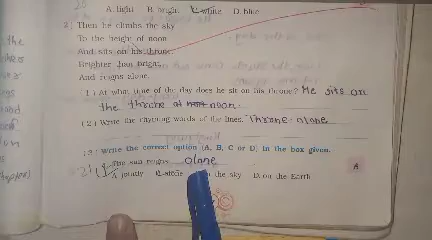 A. light B. bright C. white D. blue
2) Then he climbs the sky
To the height of noon
And sits on his throne
Brighter than bright
And reigns alone.
(1) At what time of the day does he sit on his throne? He sits on
the throne at noon.
(2) Write the rhyming words of the lines. Throne - alone
(3) Write the correct option (A, B, C or D) in the box given.
The sun reigns olone
A
A. jointly B. alone the sky D. on the Earth